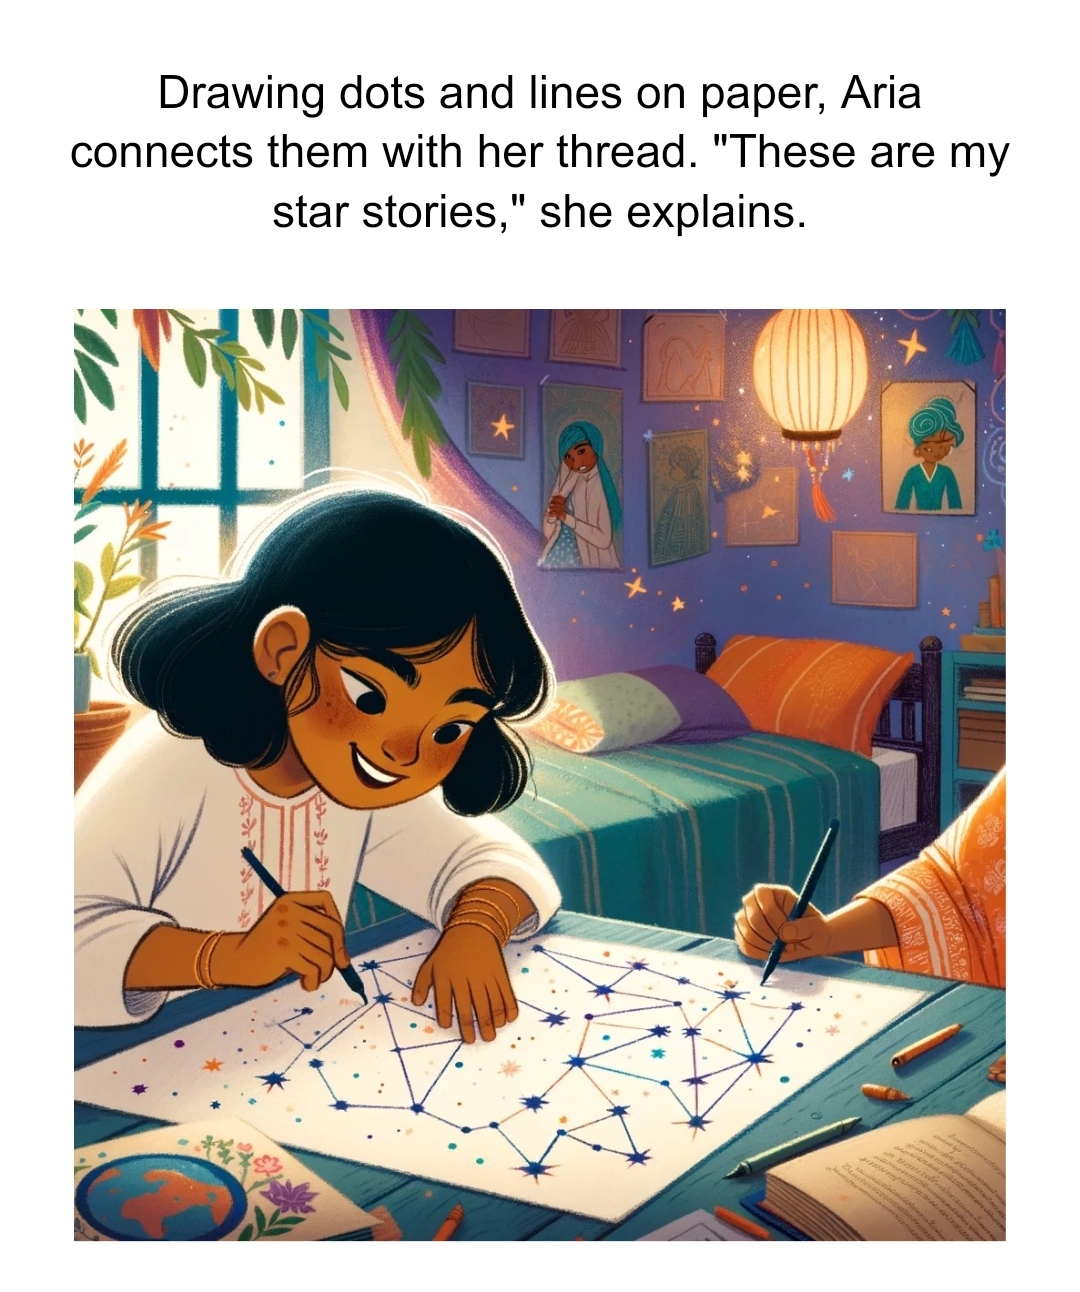 Drawing dots and lines on paper, Aria
connects them with her thread. "These are my
star stories," she explains.